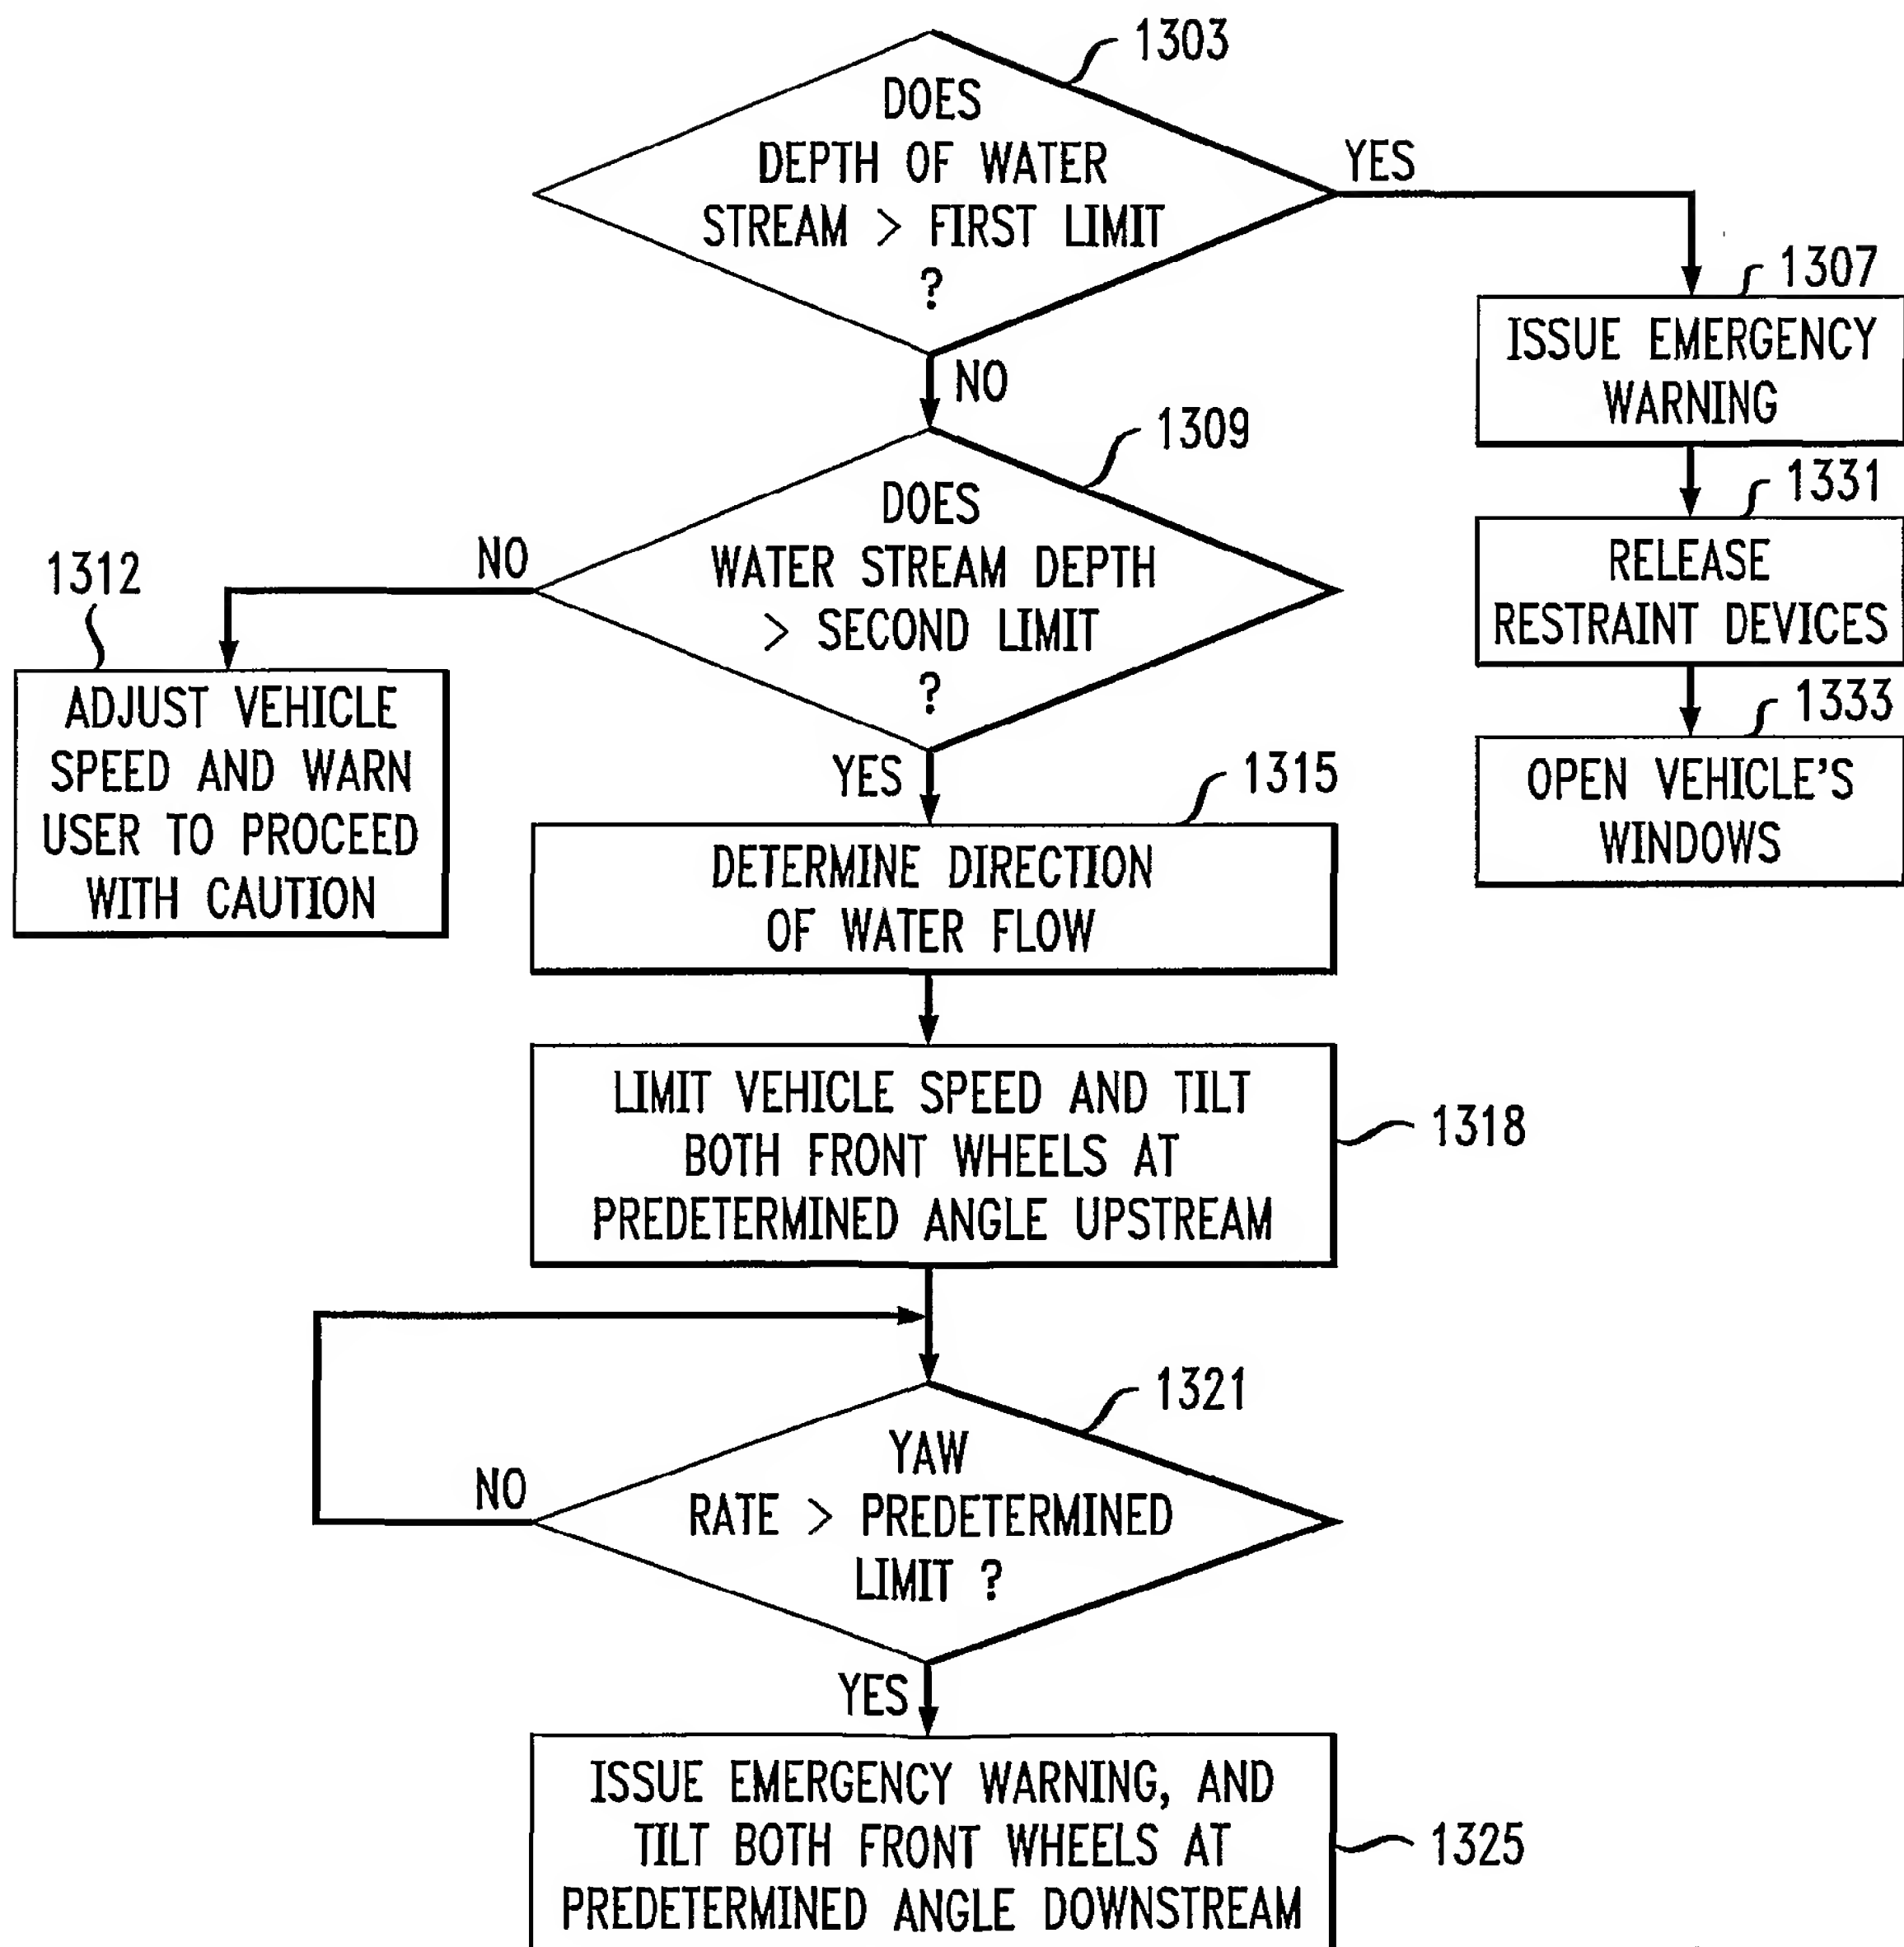 1303
DOES
DEPTH OF WATER
STREAM > FIRST LIMIT
?
YES
1307
ISSUE EMERGENCY
WARNING
NO
1309
DOES
WATER STREAM DEPTH
> SECOND LIMIT
?
NO
1312
ADJUST VEHICLE
SPEED AND WARN
USER TO PROCEED
WITH CAUTION
1331
RELEASE
RESTRAINT DEVICES
1333
OPEN VEHICLE'S
WINDOWS
YES
1315
DETERMINE DIRECTION
OF WATER FLOW
LIMIT VEHICLE SPEED AND TILT
BOTH FRONT WHEELS AT
PREDETERMINED ANGLE UPSTREAM
1318
1321
YAW
RATE > PREDETERMINED
LIMIT ?
NO
YES
ISSUE EMERGENCY WARNING, AND
TILT BOTH FRONT WHEELS AT
PREDETERMINED ANGLE DOWNSTREAM
1325